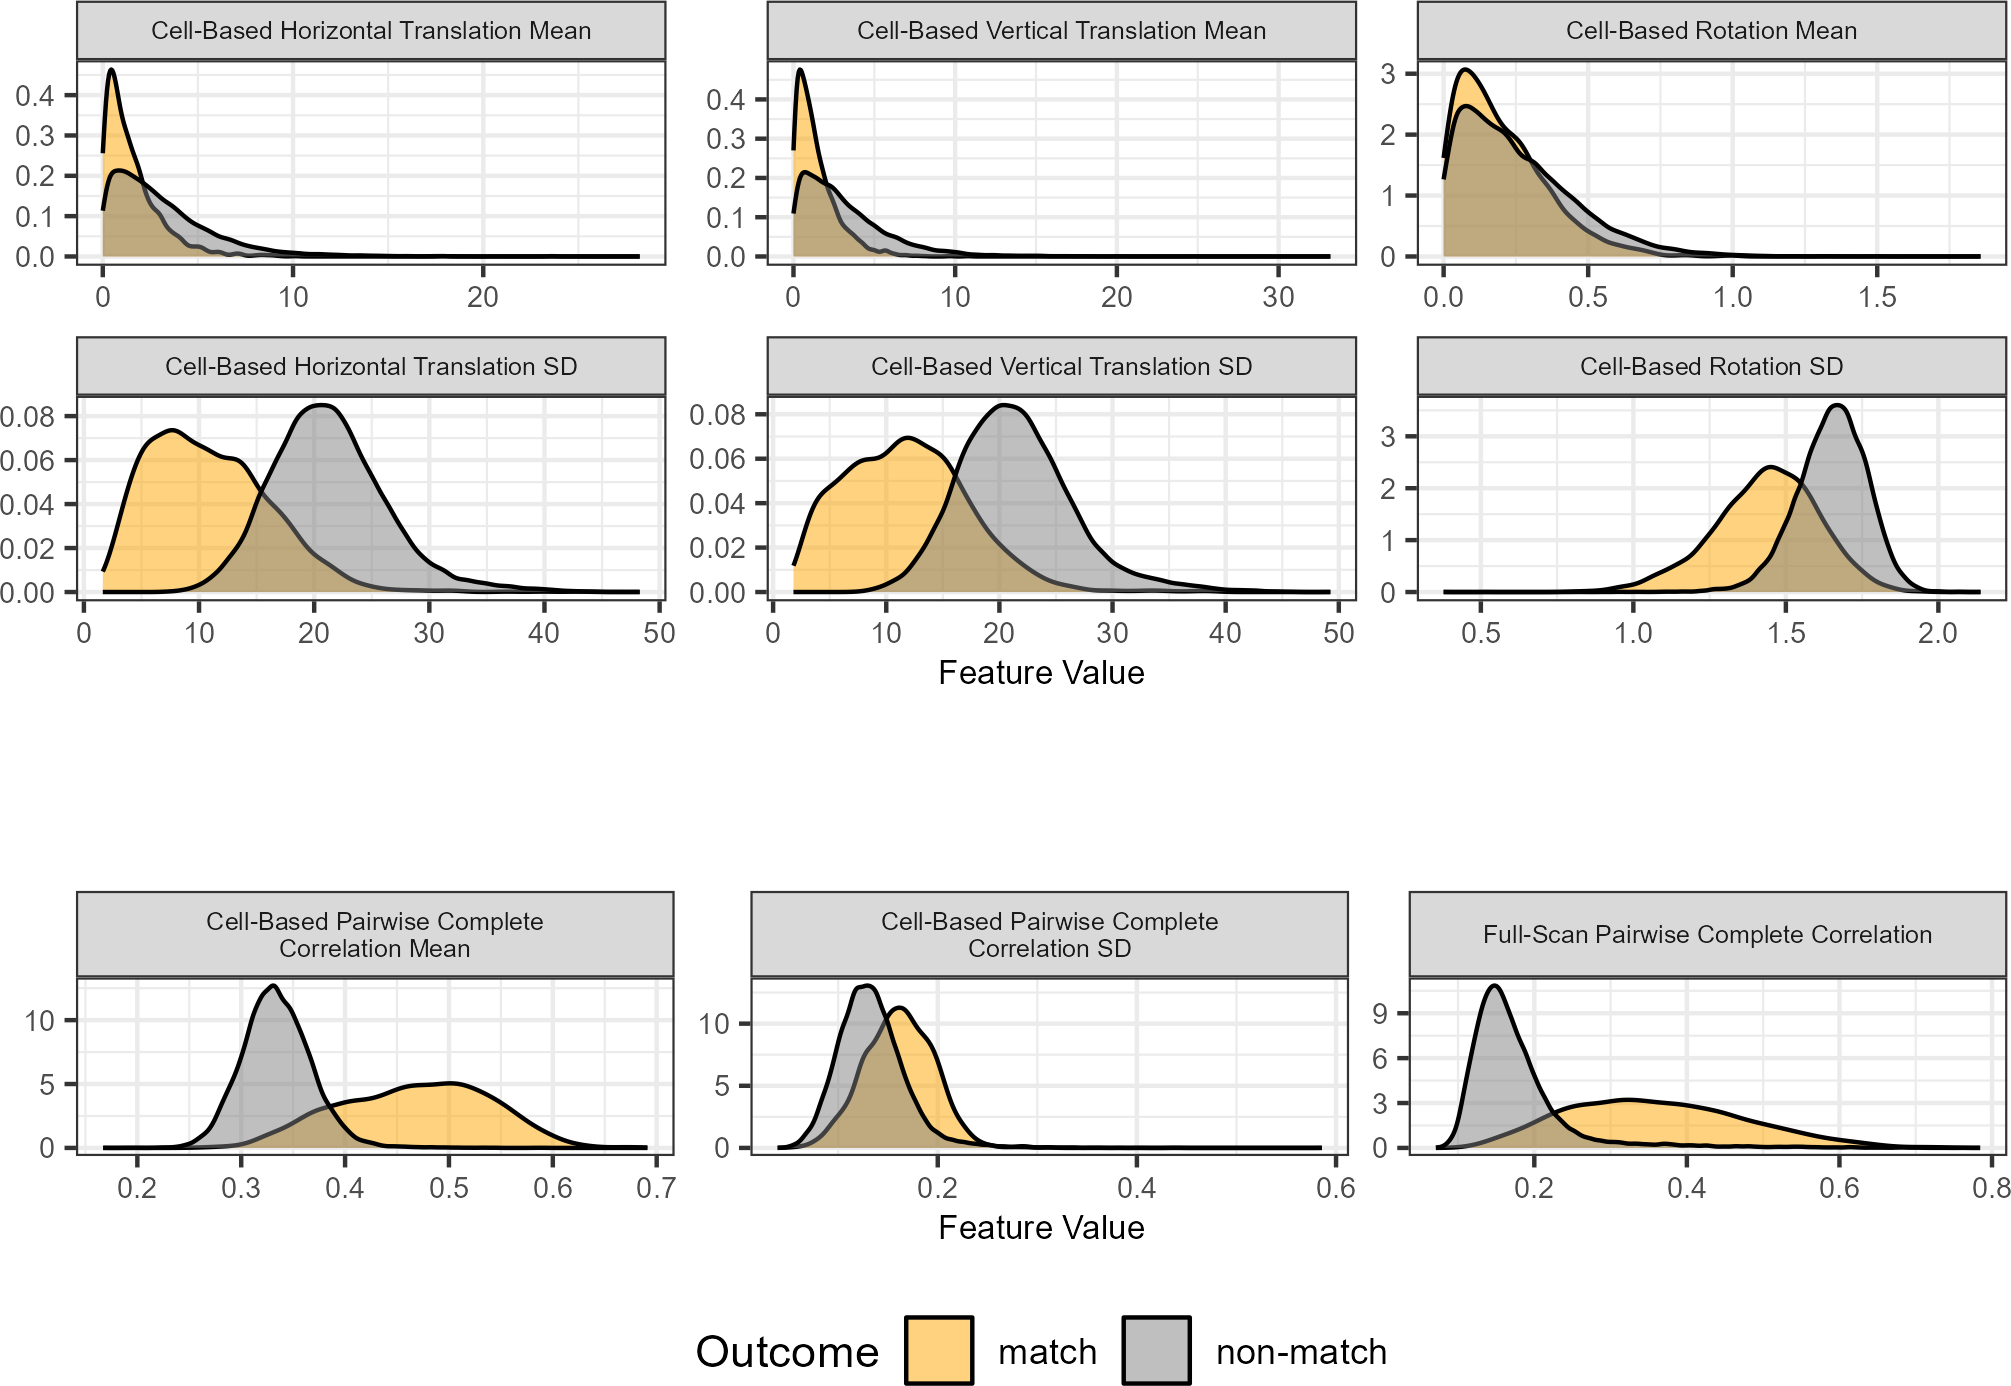 Cell-Based Horizontal Translation Mean
Cell-Based Vertical Translation Mean
Cell-Based Rotation Mean
0.4
0.3
0.2
0.1
0.0
0 10 20
0.4
0.3
0.2
0.1
0.0
0 10 20 30
3
2
1
0
0.0 0.5 1.0 1.5
Cell-Based Horizontal Translation SD
Cell-Based Vertical Translation SD
Cell-Based Rotation SD
0.08
0.06
0.04
0.02
0.00
0 10 20 30 40 50
0.08
0.06
0.04
0.02
0.00
0 10 20 30 40 50
3
2
1
0
0.5 1.0 1.5 2.0
Feature Value
Cell-Based Pairwise Complete
Correlation Mean
Cell-Based Pairwise Complete
Correlation SD
Full-Scan Pairwise Complete Correlation
10
5
0
0.2 0.3 0.4 0.5 0.6 0.7
10
5
0
0.2 0.4 0.6
9
6
3
0
0.2 0.4 0.6 0.8
Feature Value
Outcome match non-match